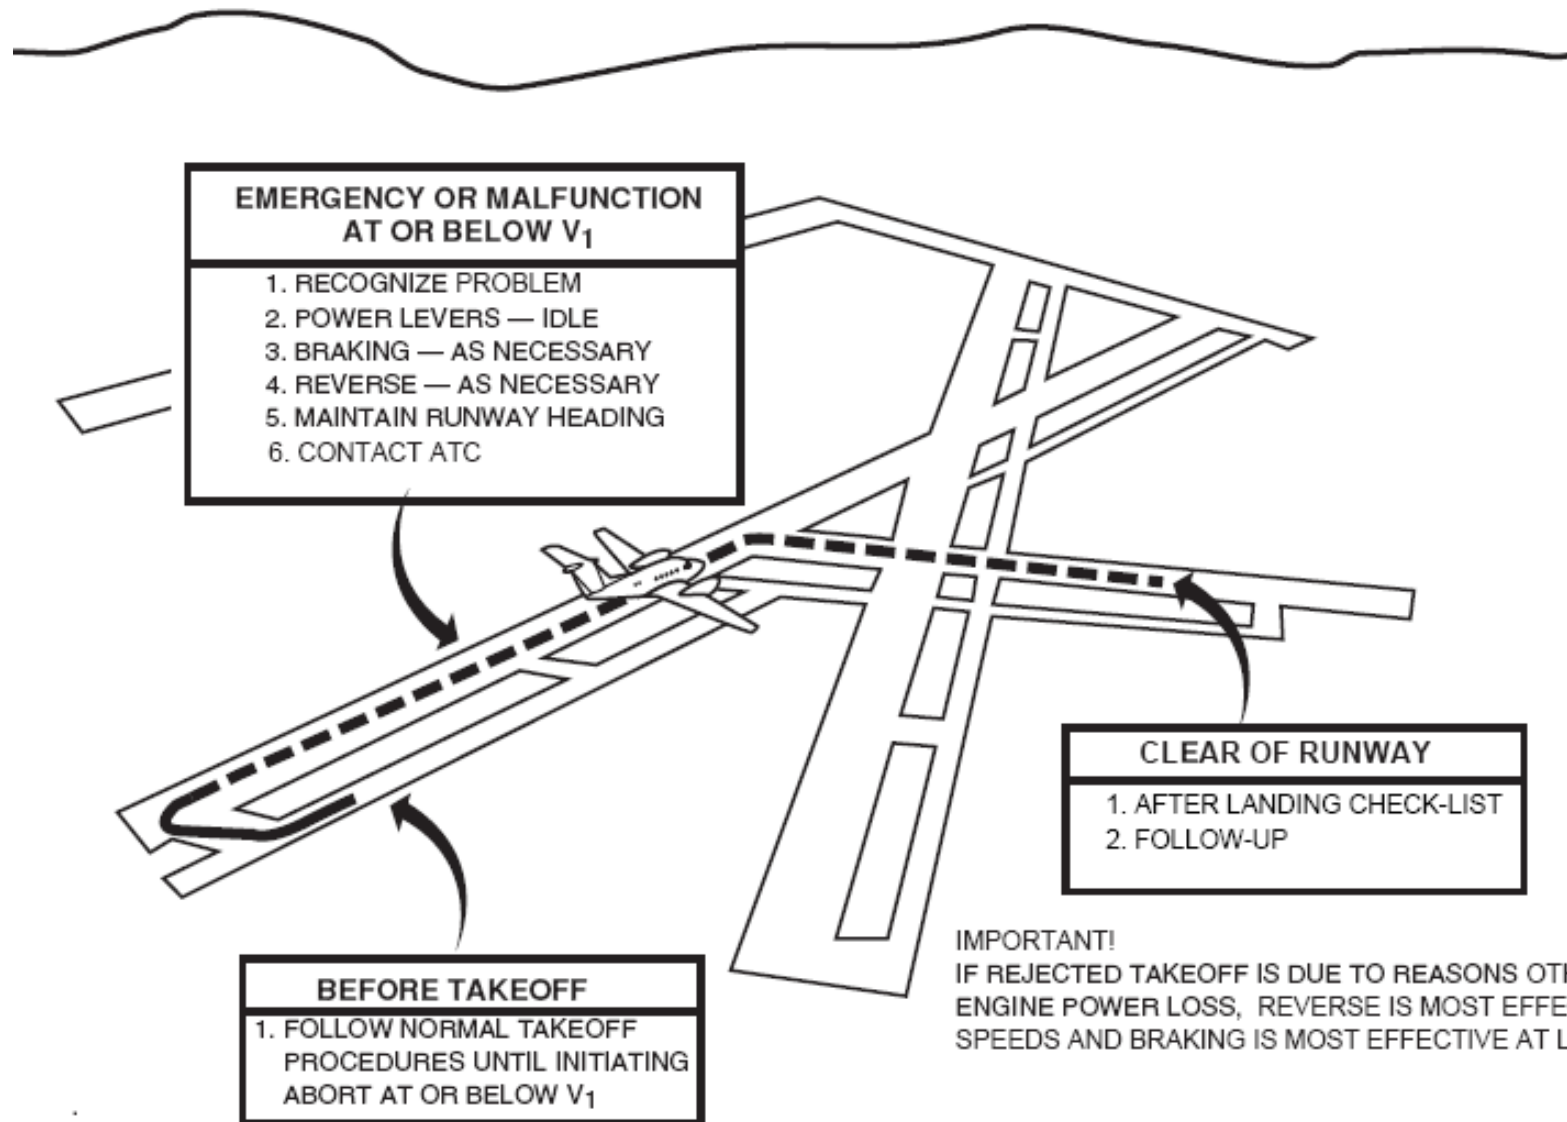 EMERGENCY OR MALFUNCTION
AT OR BELOW V1
1. RECOGNIZE PROBLEM
2. POWER LEVERS — IDLE
3. BRAKING — AS NECESSARY
4. REVERSE — AS NECESSARY
5. MAINTAIN RUNWAY HEADING
6. CONTACT ATC
CLEAR OF RUNWAY
1. AFTER LANDING CHECK-LIST
2. FOLLOW-UP
BEFORE TAKEOFF
1. FOLLOW NORMAL TAKEOFF
PROCEDURES UNTIL INITIATING
ABORT AT OR BELOW V1
IMPORTANT!
IF REJECTED TAKEOFF IS DUE TO REASONS
ENGINE POWER LOSS, REVERSE IS MOST
SPEEDS AND BRAKING IS MOST EFFECTIVE AT